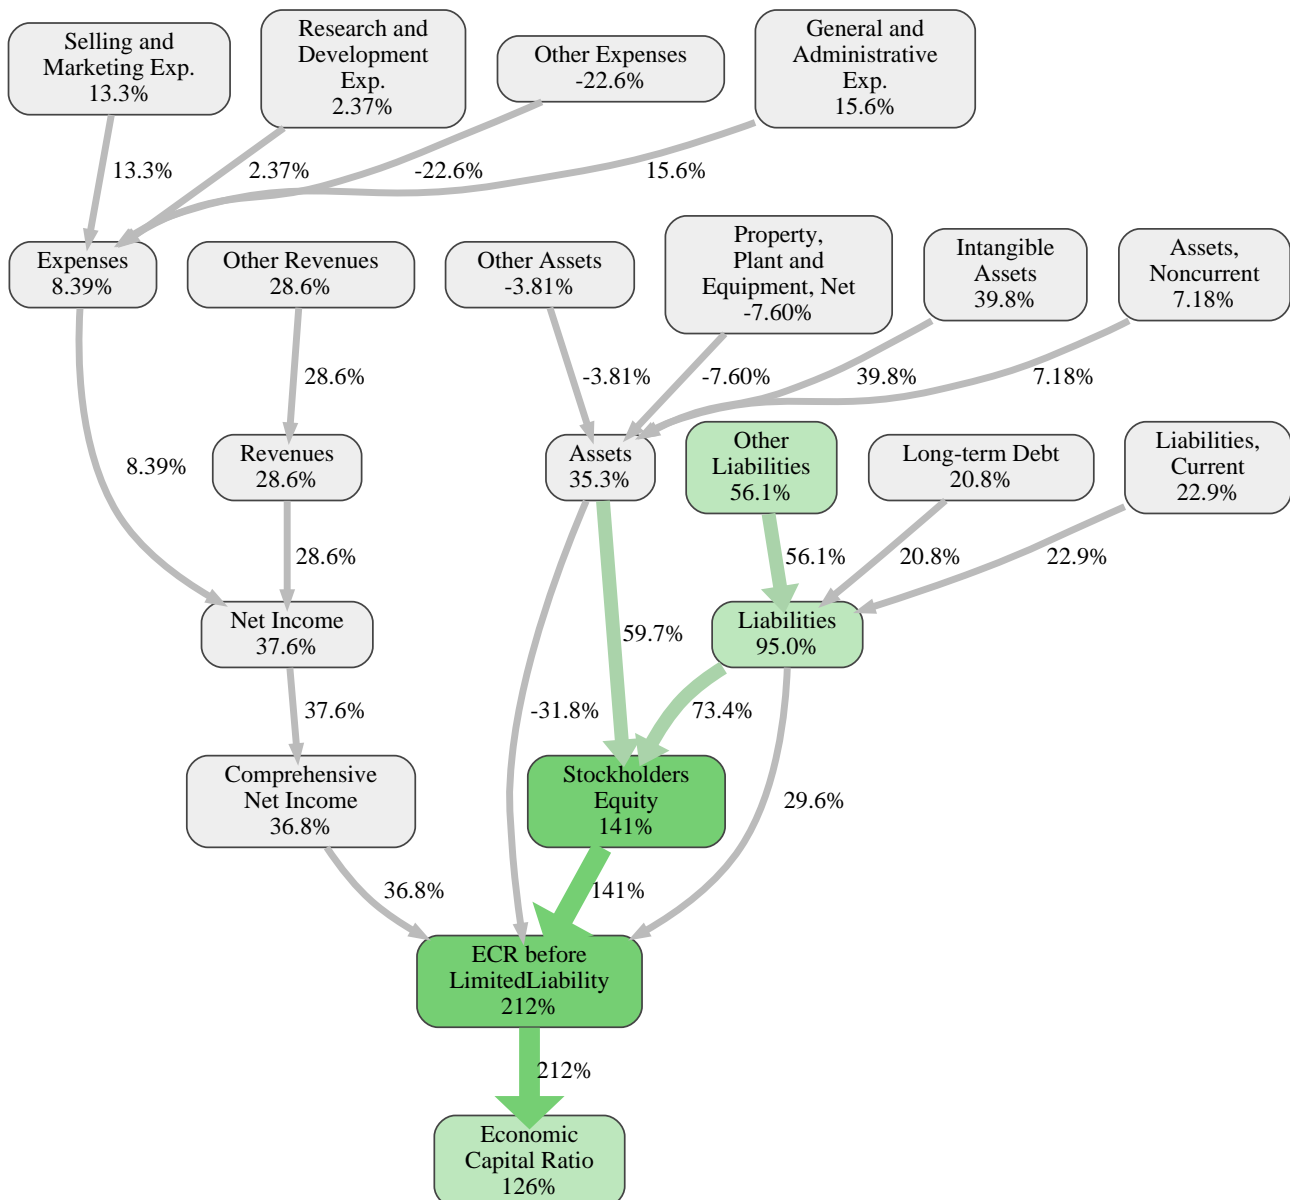 Selling and
Marketing Exp.
13.3%
Research and
Development
Exp.
2.37%
Other Expenses
-22.6%
General and
Administrative
Exp.
15.6%
13.3%
2.37%
-22.6%
15.6%
Expenses
8.39%
Other Revenues
28.6%
Other Assets
-3.81%
Property,
Plant and
Equipment, Net
-7.60%
Intangible
Assets
39.8%
Assets,
Noncurrent
7.18%
28.6%
-3.81%
-7.60%
39.8%
7.18%
8.39%
Revenues
28.6%
Assets
35.3%
Other
Liabilities
56.1%
Long-term Debt
20.8%
Liabilities,
Current
22.9%
28.6%
56.1%
20.8%
22.9%
Net Income
37.6%
59.7%
Liabilities
95.0%
37.6%
-31.8%
73.4%
Comprehensive
Net Income
36.8%
Stockholders
Equity
141%
29.6%
36.8%
141%
ECR before
LimitedLiability
212%
212%
Economic
Capital Ratio
126%